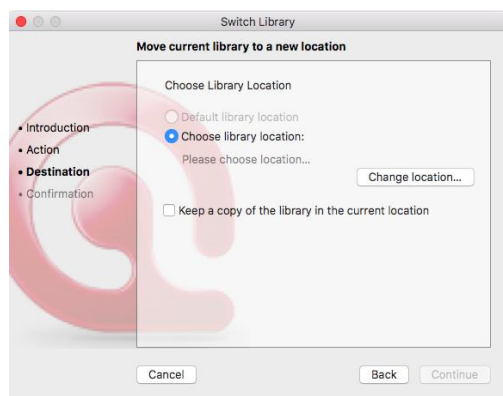 Switch Library
Move current library to a new location
• Introduction
• Action
• Destination
• Confirmation
Choose Library Location
Default library location
Choose library location:
Please choose location...
Change location...
Keep a copy of the library in the current location
Cancel
Back
Continue